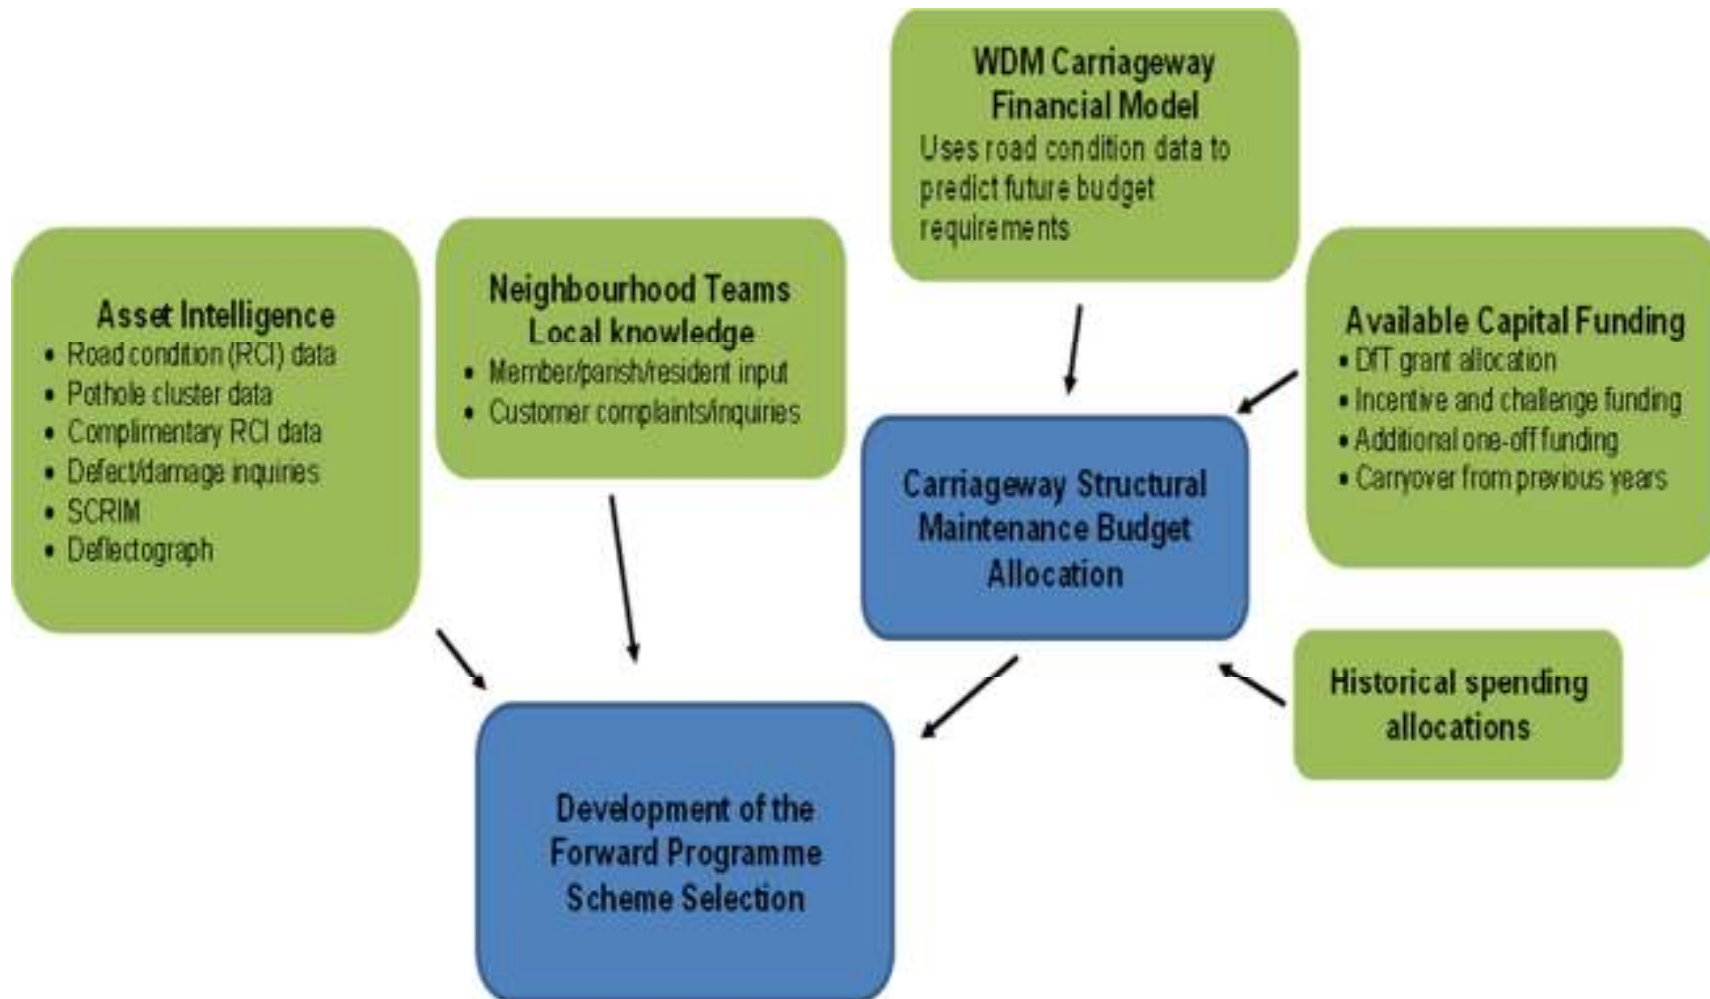 WDM Carriageway
Financial Model
Uses road condition data to
predict future budget
requirements
Asset Intelligence
• Road condition (RCI) data
• Pothole cluster data
• Complimentary RCI data
• Defect/damage inquiries
• SCRIM
• Deflectograph
Neighbourhood Teams
Local knowledge
• Member/parish/resident input
• Customer complaints/inquiries
Available Capital Funding
• DfT grant allocation
• Incentive and challenge funding
• Additional one-off funding
• Carryover from previous years
Carriageway Structural
Maintenance Budget
Allocation
Historical spending
allocations
Development of the
Forward Programme
Scheme Selection